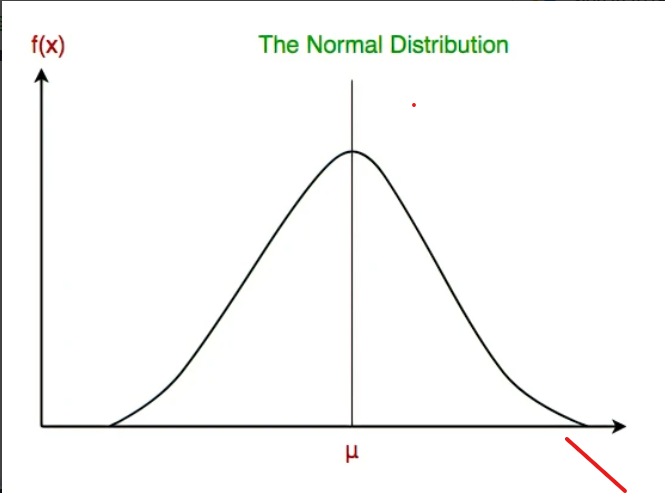 f(x)
The Normal Distribution
μ